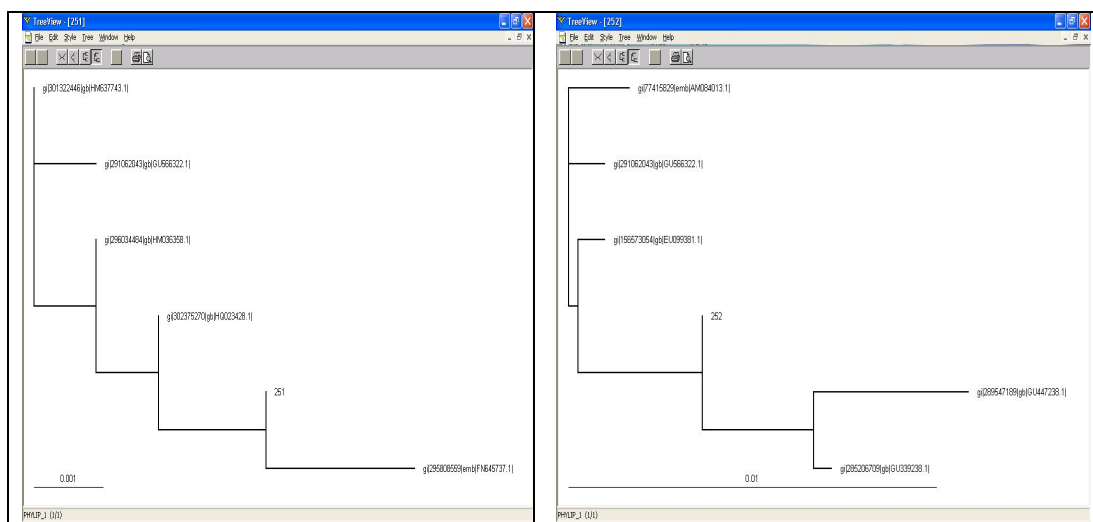 TreeView - [251]
File Edit Style Tree Window Help
gi|301322446|gb|HM637743.1|
gi|291062043|gb|GU566322.1|
gi|296034484|gb|HM036358.1|
gi|302375270|gb|HQ023428.1|
251
gi|295808559|emb|FN645737.1|
0.001
PHYLIP_1 (1/1)
TreeView - [252]
File Edit Style Tree Window Help
gi|77415829|emb|AM084013.1|
gi|291062043|gb|GU566322.1|
gi|156573054|gb|EU099381.1|
252
gi|289547189|gb|GU447238.1|
gi|285206709|gb|GU339238.1|
0.01
PHYLIP_1 (1/1)